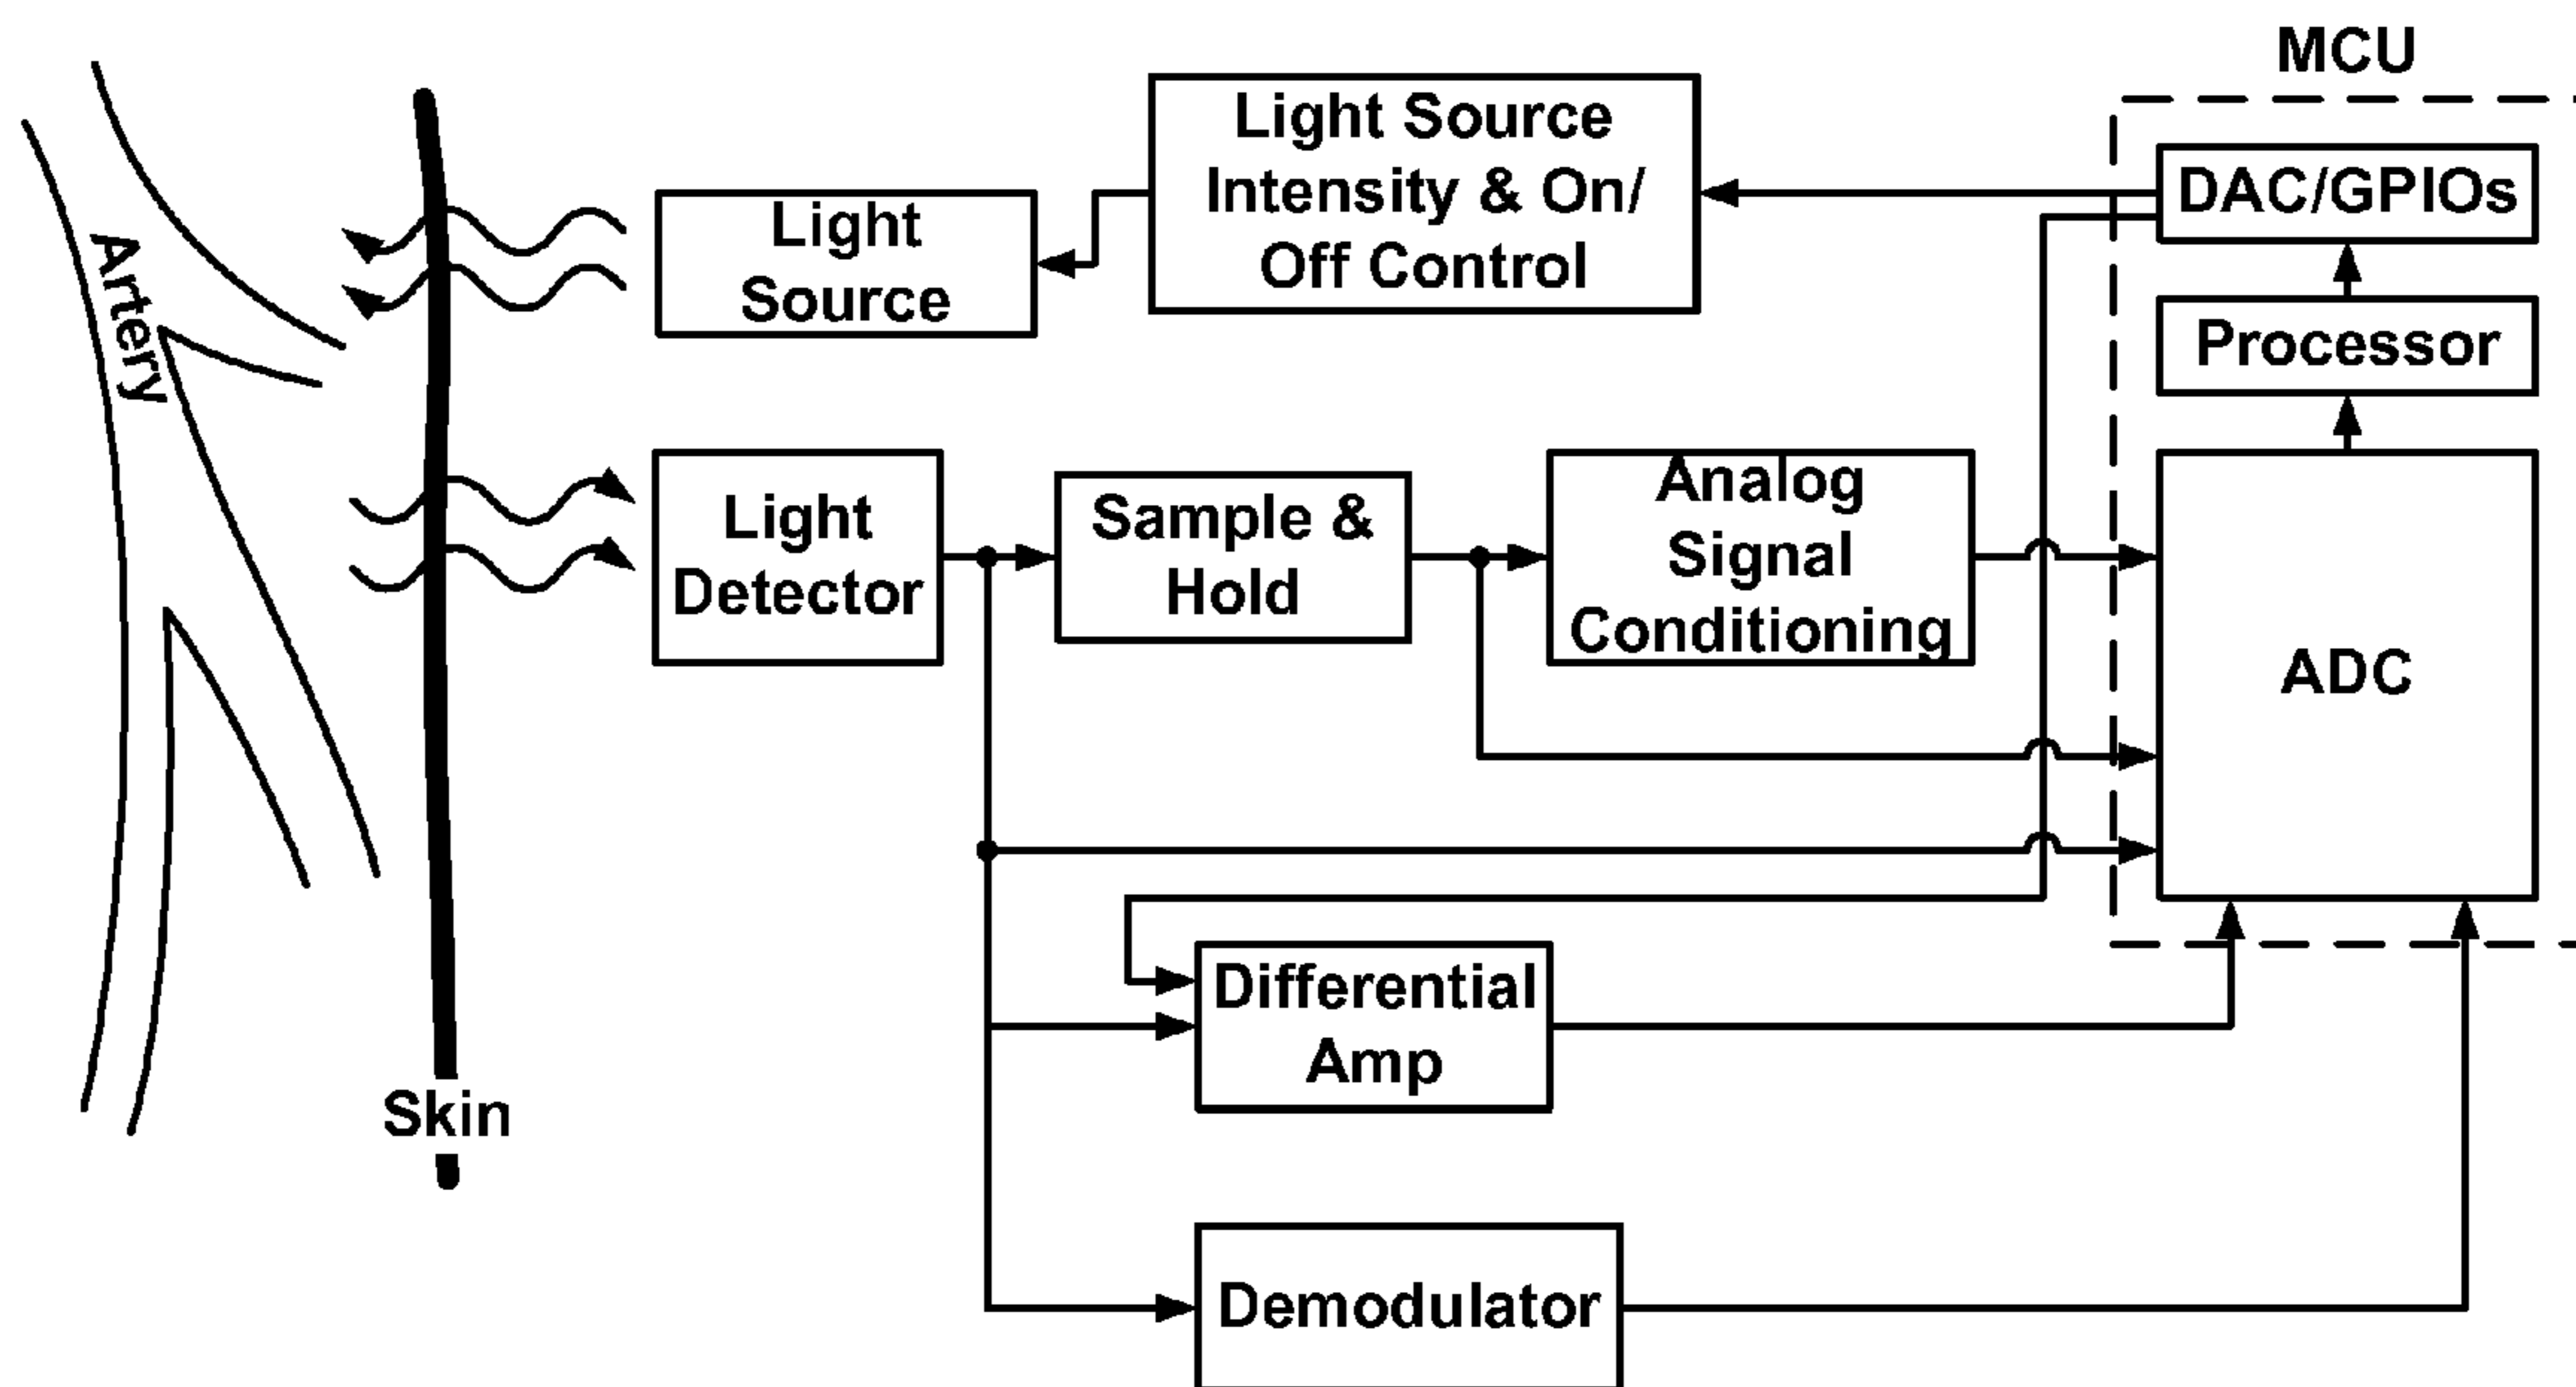 MCU
Light Source
Intensity & On/
Off Control
DAC/GPIOs
Light
Source
Artery
Processor
Light
Detector
Sample &
Hold
Analog
Signal
Conditioning
ADC
Differential
Amp
Skin
Demodulator